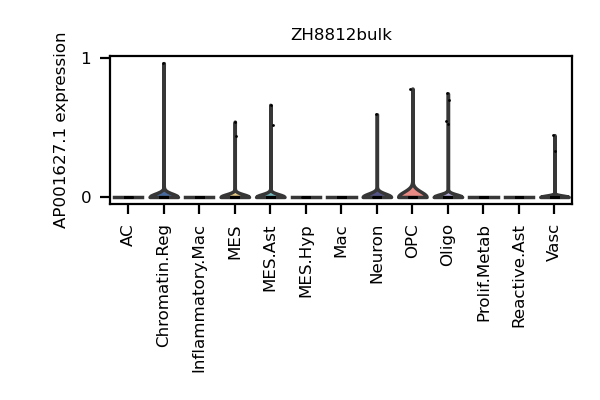 ZH8812bulk
AP001627.1 expression
1
0
AC
Chromatin.Reg
Inflammatory.Mac
MES
MES.Ast
MES.Hyp
Mac
Neuron
OPC
Oligo
Prolif.Metab
Reactive.Ast
Vasc